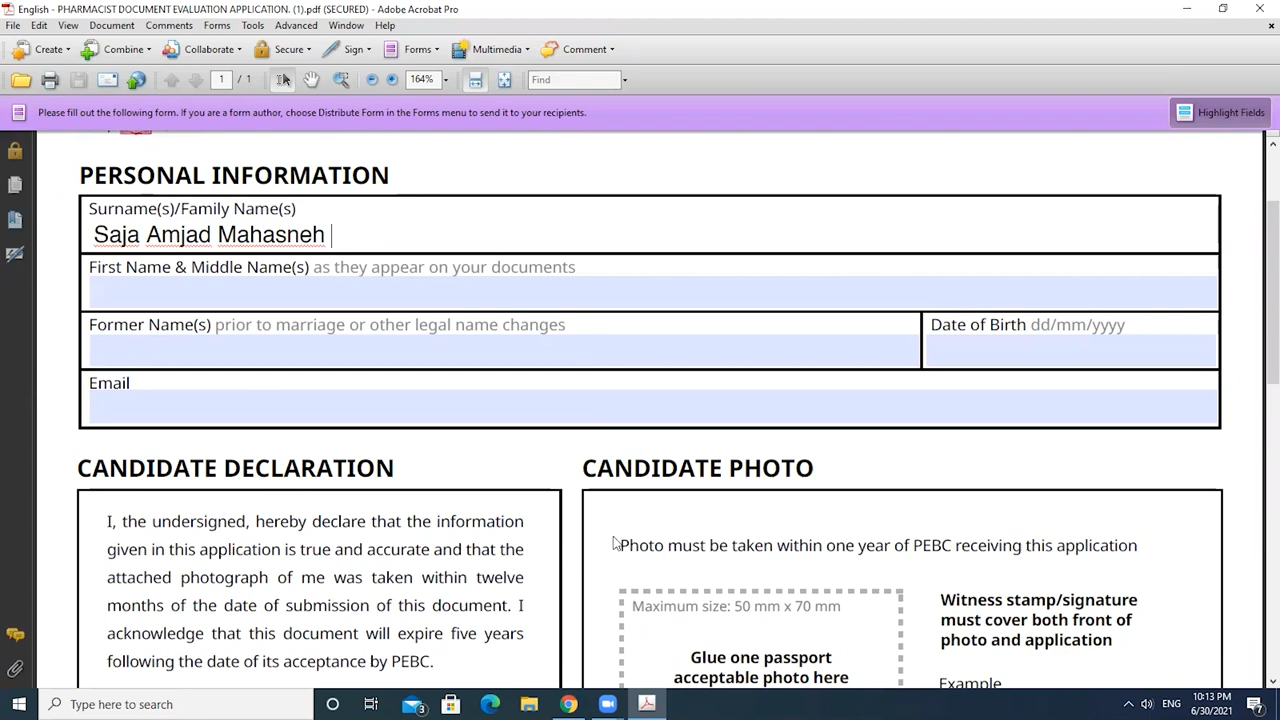 English - PHARMACIST DOCUMENT EVALUATION APPLICATION. (1).pdf (SECURED) - Adobe Acrobat Pro
File Edit View Document Comments Forms Tools Advanced Window Help
Create Combine Collaborate Secure Sign Forms Multimedia Comment
1 / 1 164% Find
Please fill out the following form. If you are a form author, choose Distribute Form in the Forms menu to send it to your recipients.
Highlight Fields
PERSONAL INFORMATION
Surname(s)/Family Name(s)
Saja Amjad Mahasneh
First Name & Middle Name(s) as they appear on your documents
Former Name(s) prior to marriage or other legal name changes
Date of Birth dd/mm/yyyy
Email
CANDIDATE DECLARATION
I, the undersigned, hereby declare that the information
given in this application is true and accurate and that the
attached photograph of me was taken within twelve
months of the date of submission of this document. I
acknowledge that this document will expire five years
following the date of its acceptance by PEBC.
CANDIDATE PHOTO
Photo must be taken within one year of PEBC receiving this application
Maximum size: 50 mm x 70 mm
Glue one passport
acceptable photo here
Witness stamp/signature
must cover both front of
photo and application
Example
Type here to search
3
ENG
10:13 PM
6/30/2021
7